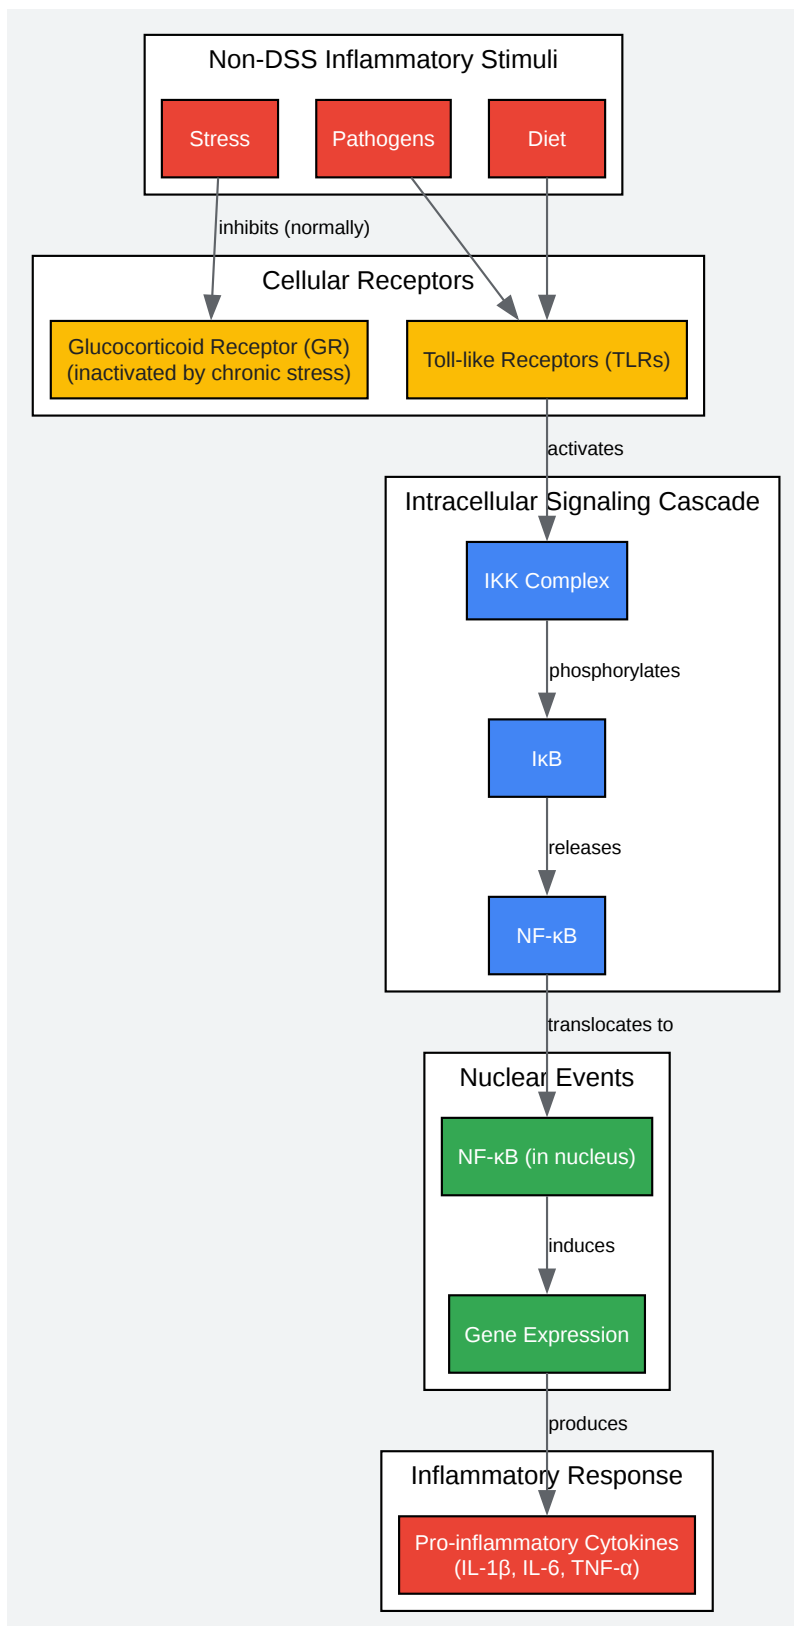 Non-DSS Inflammatory Stimuli
Stress
Pathogens
Diet
inhibits (normally)
Cellular Receptors
Glucocorticoid Receptor (GR)
(inactivated by chronic stress)
Toll-like Receptors (TLRs)
activates
Intracellular Signaling Cascade
IKK Complex
phosphorylates
IκB
releases
NF-κB
translocates to
Nuclear Events
NF-κB (in nucleus)
induces
Gene Expression
produces
Inflammatory Response
Pro-inflammatory Cytokines
(IL-1β, IL-6, TNF-α)